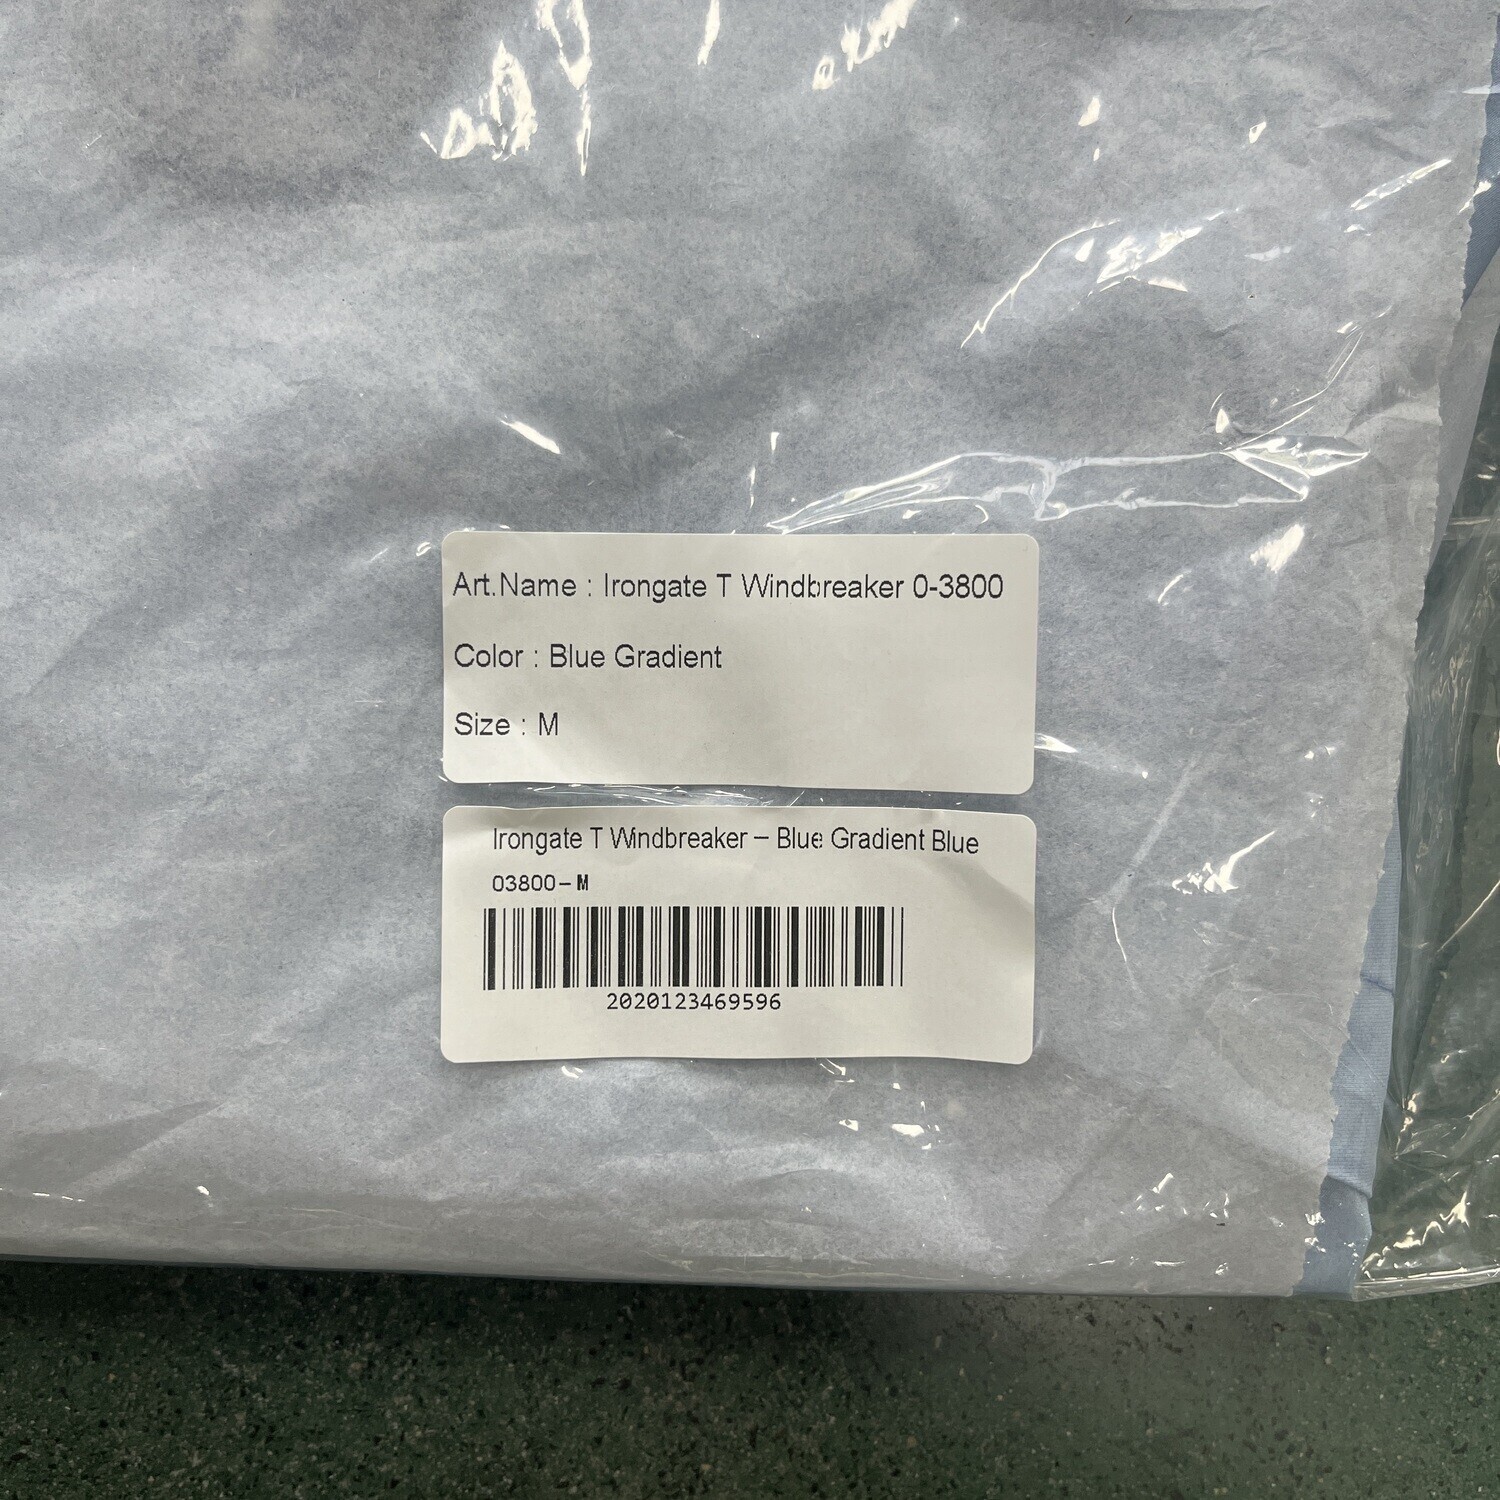 Art.Name : Irongate T Windbreaker 0-3800
Color : Blue Gradient
Size : M
Irongate T Windbreaker – Blue Gradient Blue
03800-M
2020123469596